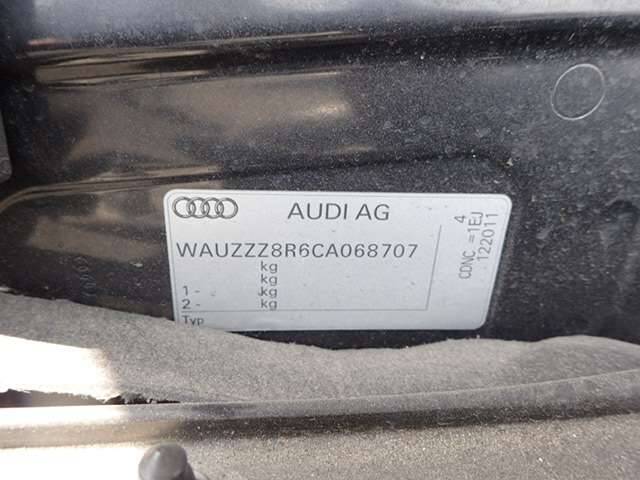 AUDI AG
WAUZZZ8R6CA068707
kg
kg
1 - kg
2 - kg
Typ
4
CDNC =1EJ
122011